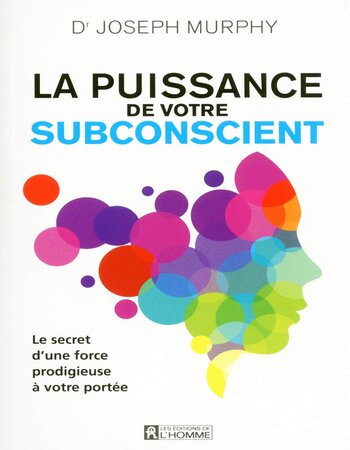 Dr JOSEPH MURPHY
LA PUISSANCE
DE VOTRE
SUBCONSCIENT
Le secret
d'une force
prodigieuse
à votre portée
LES ÉDITIONS DE
L'HOMME